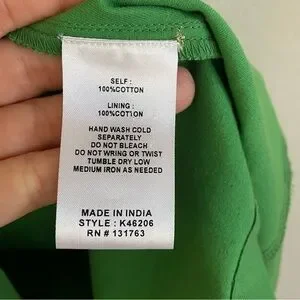 SELF :
100%COTTON
LINING :
100%COTTON
HAND WASH COLD
SEPARATELY
DO NOT BLEACH
DO NOT WRING OR TWIST
TUMBLE DRY LOW
MEDIUM IRON AS NEEDED
MADE IN INDIA
STYLE : K46206
RN # 131763